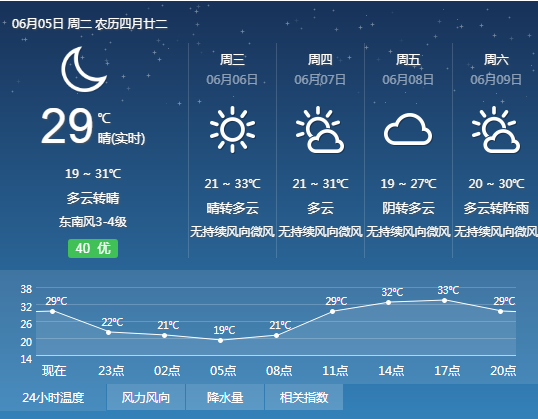 06月05日 周二 农历四月廿二
29℃
晴(实时)
19 ~ 31℃
多云转晴
东南风3-4级
40 优
周三
06月06日
21 ~ 33℃
晴转多云
无持续风向微风
周四
06月07日
21 ~ 31℃
多云
无持续风向微风
周五
06月08日
19 ~ 27℃
阴转多云
无持续风向微风
周六
06月09日
20 ~ 30℃
多云转阵雨
无持续风向微风
38
32
26
20
14
29℃ 22℃ 21℃ 19℃ 21℃ 29℃ 32℃ 33℃ 29℃
现在 23点 02点 05点 08点 11点 14点 17点 20点
24小时温度 风力风向 降水量 相关指数